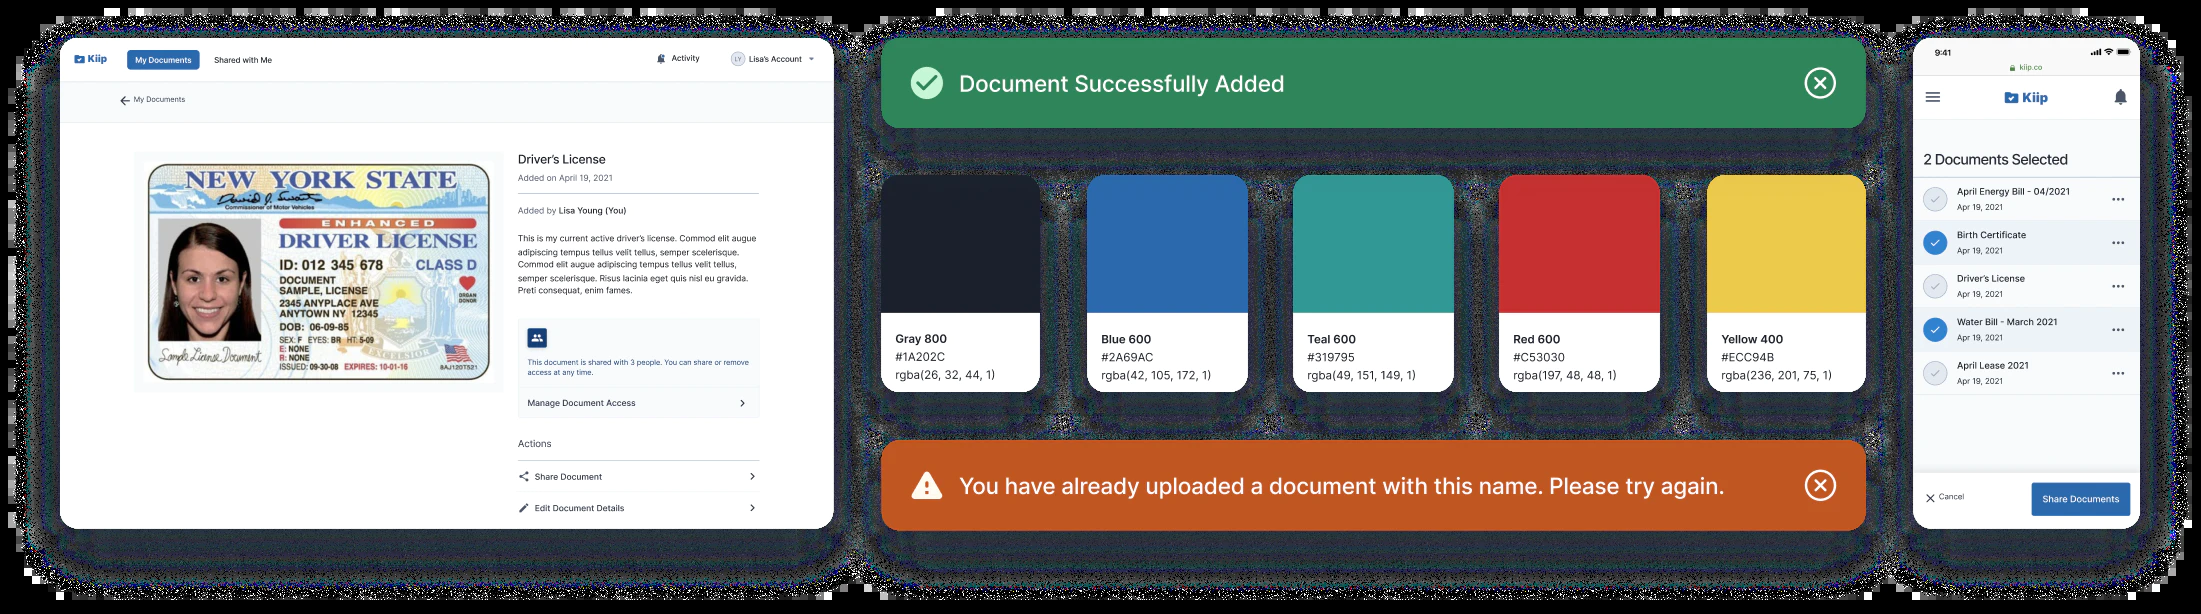 Kiip
My Documents
Shared with Me
Activity
LY
Lisa's Account
My Documents
NEW YORK STATE
Commissioner of Motor Vehicles
ENHANCED
DRIVER LICENSE
ID: 012 345 678 CLASS D
DOCUMENT
SAMPLE, LICENSE
2345 ANYPLACE AVE
ANYTOWN NY 12345
DOB: 06-09-85
SEX: F EYES: BR HT: 5-09
E: NONE
R: NONE
ISSUED: 09-30-08 EXPIRES: 10-01-16
ORGAN
DONOR
EXCELSIOR
8AJ120T521
Sample License Document
Driver's License
Added on April 19, 2021
Added by Lisa Young (You)
This is my current active driver's license. Commod elit augue
adipiscing tempus tellus velit tellus, semper scelerisque.
Commod elit augue adipiscing tempus tellus velit tellus,
semper scelerisque. Risus lacinia eget quis nisl eu gravida.
Preti consequat, enim fames.
This document is shared with 3 people. You can share or remove
access at any time.
Manage Document Access
Actions
Share Document
Edit Document Details
Document Successfully Added
Gray 800
#1A202C
rgba(26, 32, 44, 1)
Blue 600
#2A69AC
rgba(42, 105, 172, 1)
Teal 600
#319795
rgba(49, 151, 149, 1)
Red 600
#C53030
rgba(197, 48, 48, 1)
Yellow 400
#ECC94B
rgba(236, 201, 75, 1)
You have already uploaded a document with this name. Please try again.
9:41
kiip.co
Kiip
2 Documents Selected
April Energy Bill - 04/2021
Apr 19, 2021
Birth Certificate
Apr 19, 2021
Driver's License
Apr 19, 2021
Water Bill - March 2021
Apr 19, 2021
April Lease 2021
Apr 19, 2021
Cancel
Share Documents